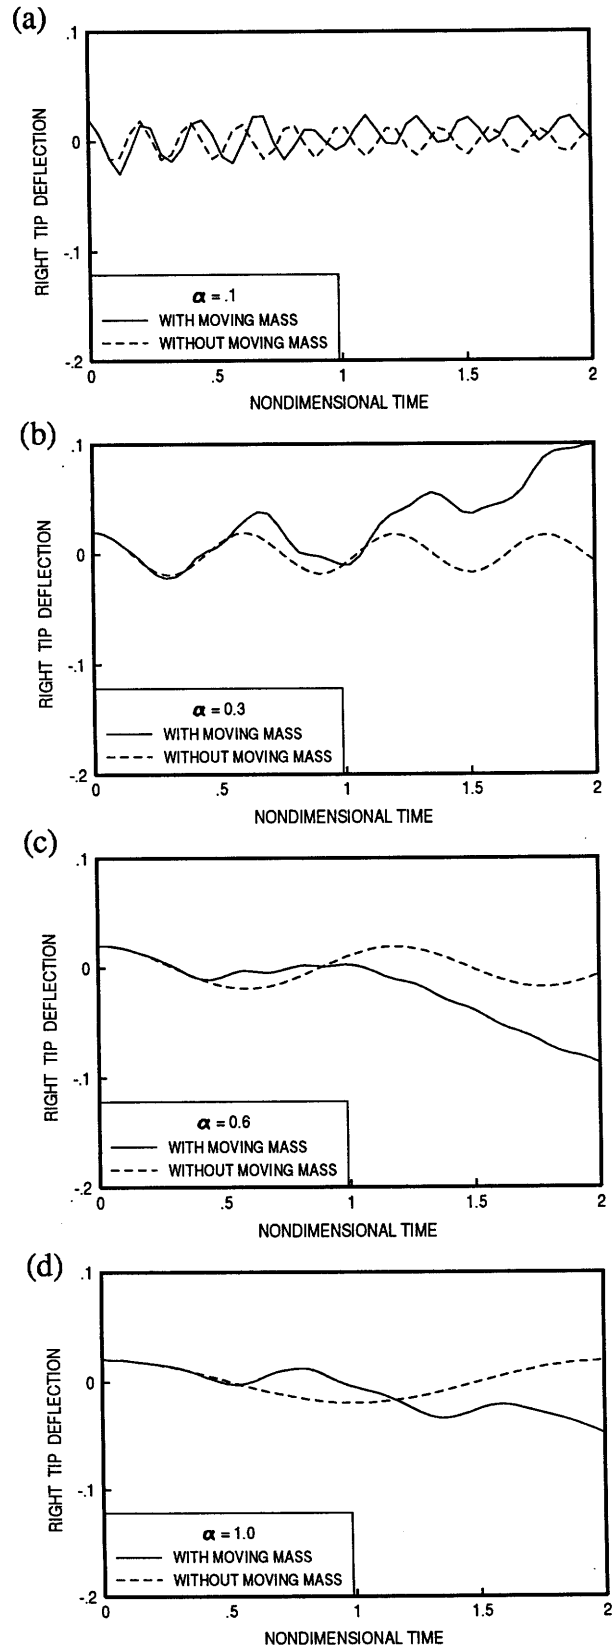 (a)
.1
0
-.1
-.2
RIGHT TIP DEFLECTION
α = .1
WITH MOVING MASS
WITHOUT MOVING MASS
0 .5 1 1.5 2
NONDIMENSIONAL TIME
(b)
.1
0
-.1
-.2
RIGHT TIP DEFLECTION
α = 0.3
WITH MOVING MASS
WITHOUT MOVING MASS
0 .5 1 1.5 2
NONDIMENSIONAL TIME
(c)
.1
0
-.1
-.2
RIGHT TIP DEFLECTION
α = 0.6
WITH MOVING MASS
WITHOUT MOVING MASS
0 .5 1 1.5 2
NONDIMENSIONAL TIME
(d)
.1
0
-.1
-.2
RIGHT TIP DEFLECTION
α = 1.0
WITH MOVING MASS
WITHOUT MOVING MASS
0 .5 1 1.5 2
NONDIMENSIONAL TIME